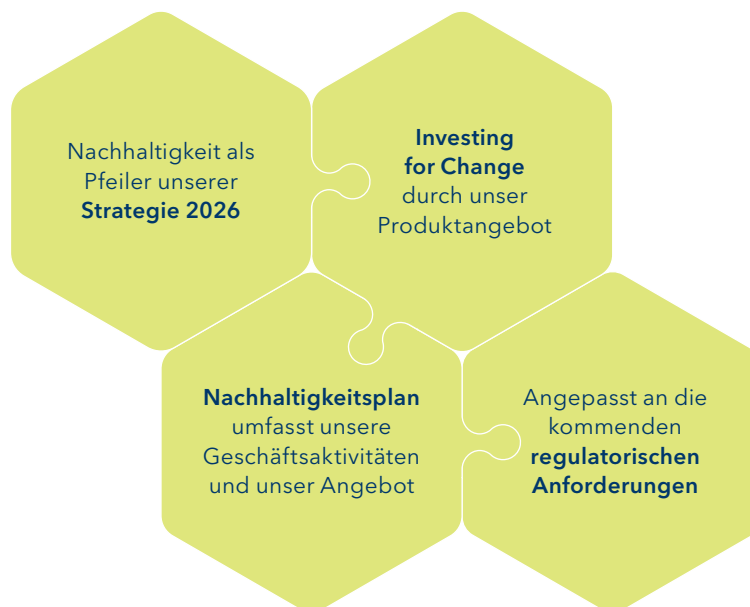 Nachhaltigkeit als
Pfeiler unserer
Strategie 2026
Investing
for Change
durch unser
Produktangebot
Nachhaltigkeitsplan
umfasst unsere
Geschäftsaktivitäten
und unser Angebot
Angepasst an die
kommenden
regulatorischen
Anforderungen